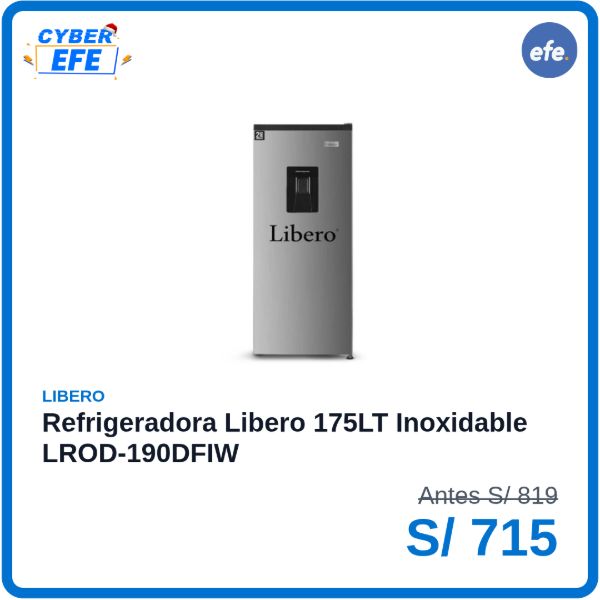 CYBER
EFE
efe.
Libero
LIBERO
Refrigeradora Libero 175LT Inoxidable
LROD-190DFIW
Antes S/ 819
S/ 715